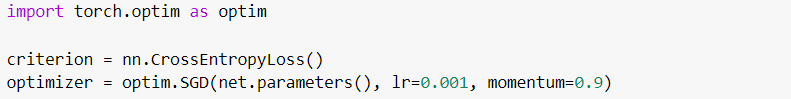 import torch.optim as optim
criterion = nn.CrossEntropyLoss()
optimizer = optim.SGD(net.parameters(), lr=0.001, momentum=0.9)